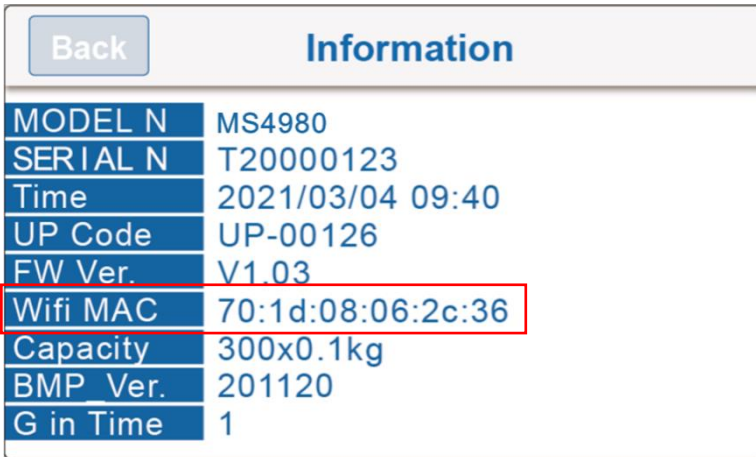 Back Information
MODEL N MS4980
SERIAL N T20000123
Time 2021/03/04 09:40
UP Code UP-00126
FW Ver. V1.03
Wifi MAC 70:1d:08:06:2c:36
Capacity 300x0.1kg
BMP_Ver. 201120
G in Time 1